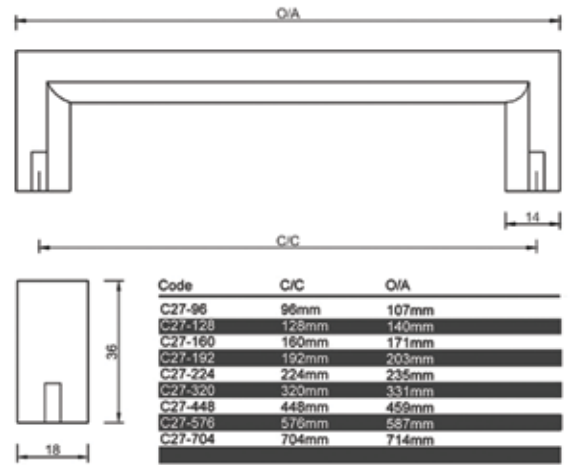 O/A
14
C/C
36
18
Code C/C O/A
C27-96 96mm 107mm
C27-128 128mm 140mm
C27-160 160mm 171mm
C27-192 192mm 203mm
C27-224 224mm 235mm
C27-320 320mm 331mm
C27-448 448mm 459mm
C27-576 576mm 587mm
C27-704 704mm 714mm